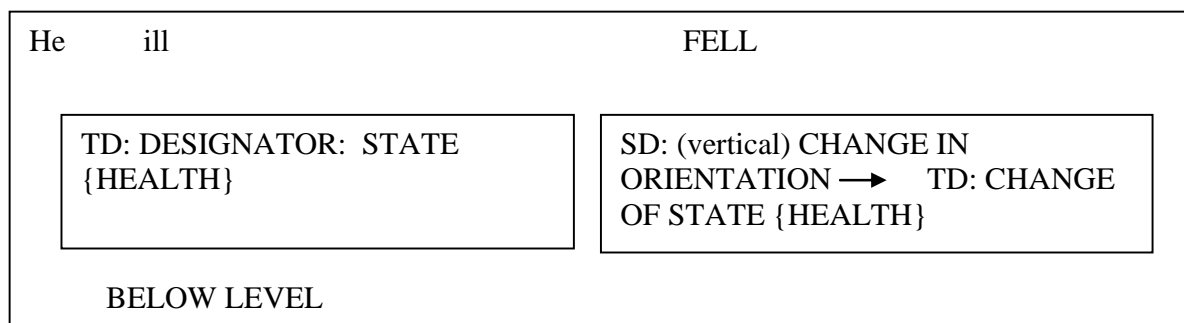 He ill FELL
TD: DESIGNATOR: STATE
{HEALTH}
SD: (vertical) CHANGE IN
ORIENTATION → TD: CHANGE
OF STATE {HEALTH}
BELOW LEVEL